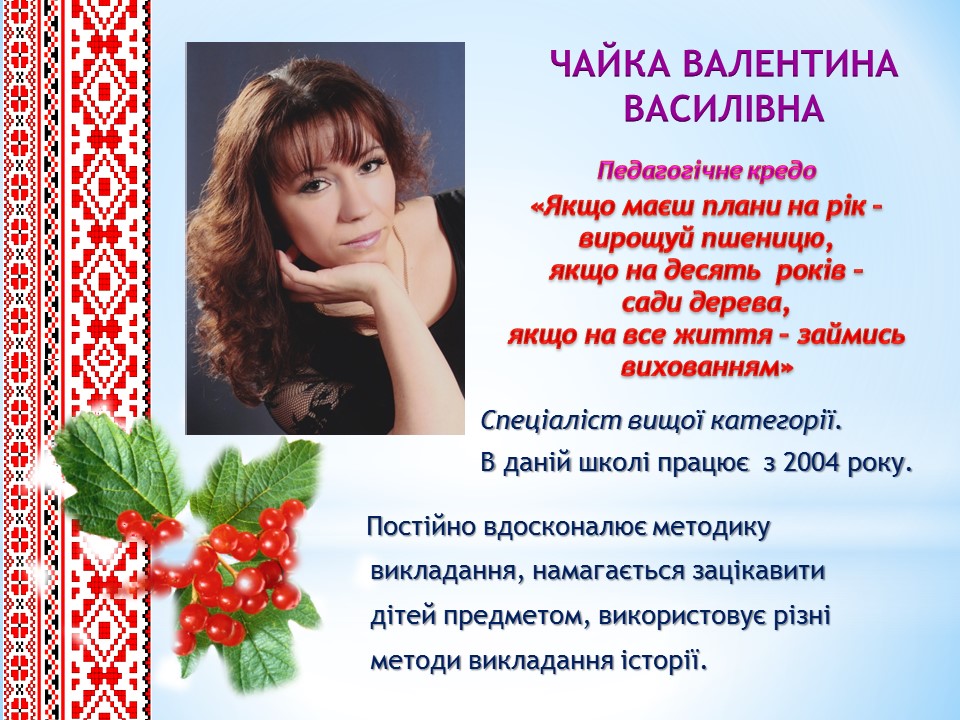 ЧАЙКА ВАЛЕНТИНА
ВАСИЛІВНА
Педагогічне кредо
«Якщо маєш плани на рік –
вирощуй пшеницю,
якщо на десять років –
сади дерева,
якщо на все життя – займись
вихованням»
Спеціаліст вищої категорії.
В даній школі працює з 2004 року.
Постійно вдосконалює методику
викладання, намагається зацікавити
дітей предметом, використовує різні
методи викладання історії.